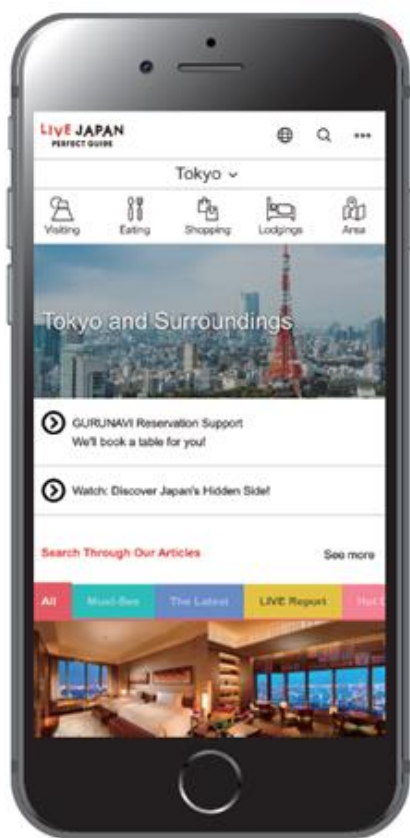 LIVE JAPAN
PERFECT GUIDE
Tokyo
Visiting Eating Shopping Lodgings Area
Tokyo and Surroundings
GURUNAVI Reservation Support
We'll book a table for you!
Watch: Discover Japan's Hidden Side!
Search Through Our Articles See more
All Must-See The Latest LIVE Report Hot